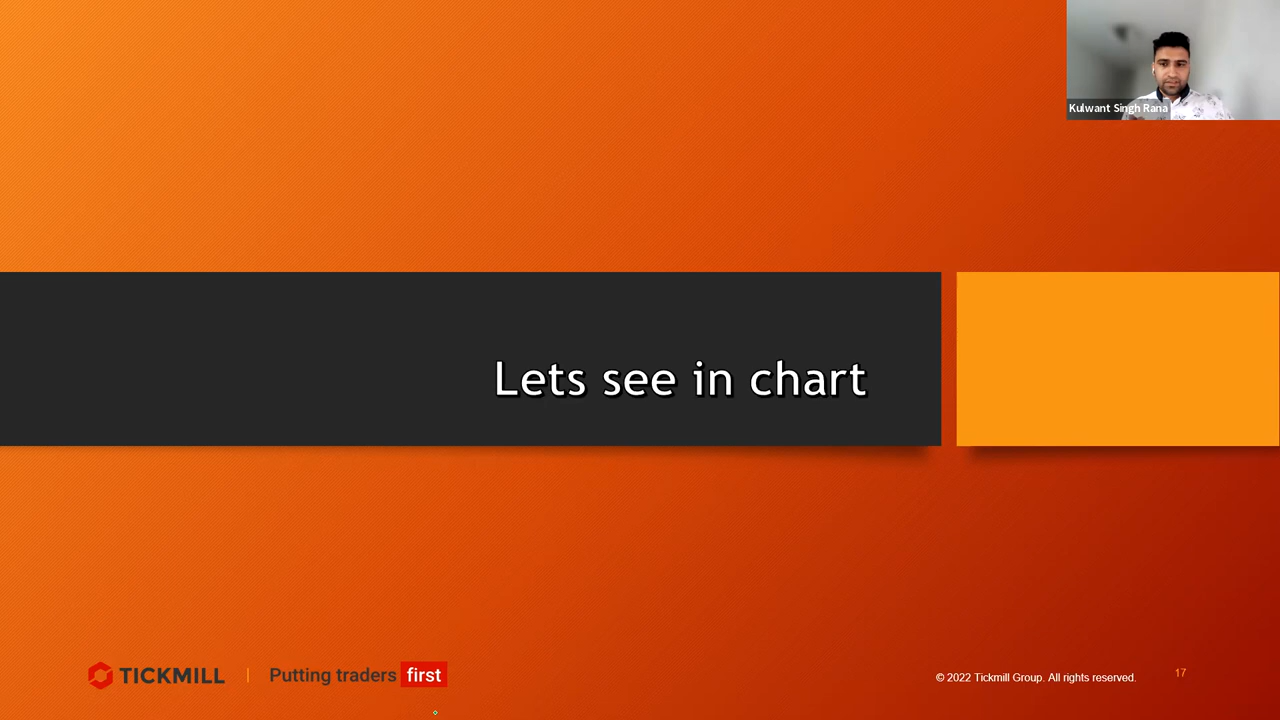 Kulwant Singh Rana
Lets see in chart
TICKMILL | Putting traders first
© 2022 Tickmill Group. All rights reserved.
17